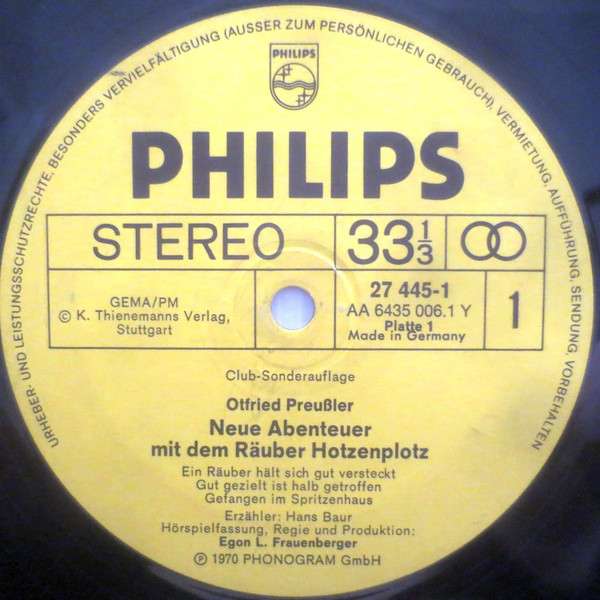 URHEBER- UND LEISTUNGSSCHUTZRECHTE, BESONDERS VERVIELFÄLTIGUNG (AUSSER ZUM PERSÖNLICHEN GEBRAUCH), VERMIETUNG, AUFFÜHRUNG, SENDUNG, VORBEHALTEN
PHILIPS
PHILIPS
STEREO
33 1/3
GEMA/PM
© K. Thienemanns Verlag,
Stuttgart
27 445-1
AA 6435 006.1 Y
Platte 1
Made in Germany
1
Club-Sonderauflage
Otfried Preußler
Neue Abenteuer
mit dem Räuber Hotzenplotz
Ein Räuber hält sich gut versteckt
Gut gezielt ist halb getroffen
Gefangen im Spritzenhaus
Erzähler: Hans Baur
Hörspielfassung, Regie und Produktion:
Egon L. Frauenberger
℗ 1970 PHONOGRAM GmbH